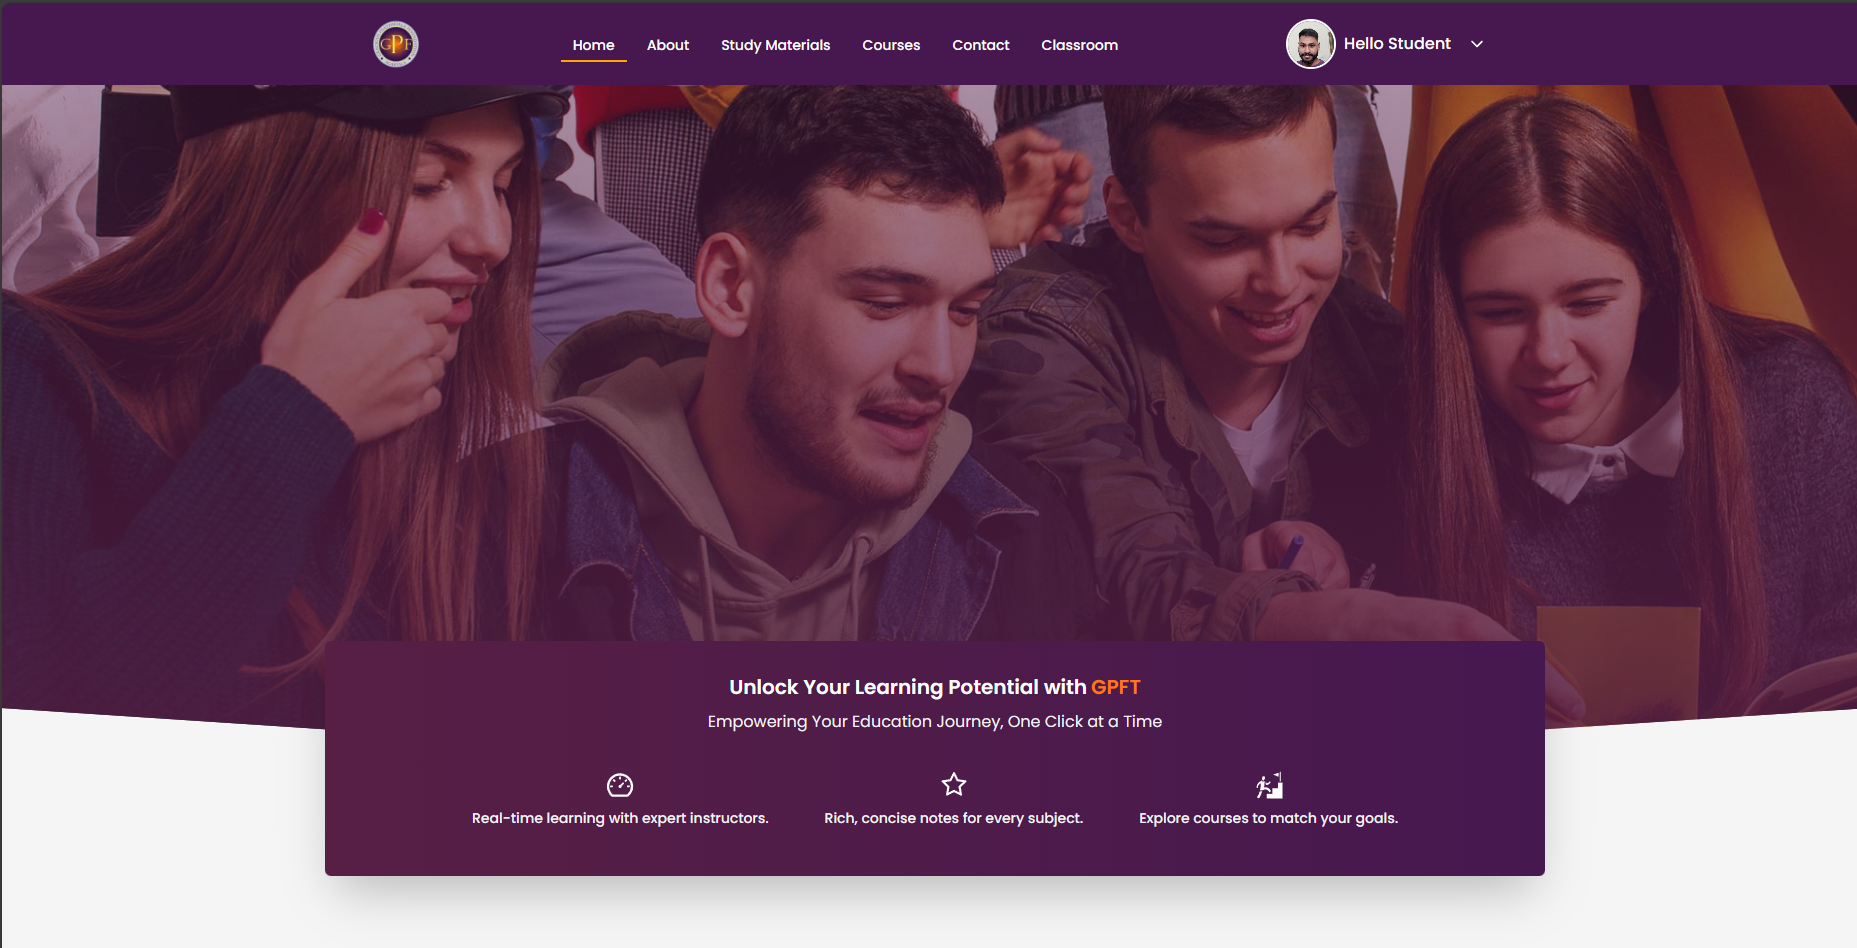 GPF
Home About Study Materials Courses Contact Classroom
Hello Student
Unlock Your Learning Potential with GPFT
Empowering Your Education Journey, One Click at a Time
Real-time learning with expert instructors.
Rich, concise notes for every subject.
Explore courses to match your goals.